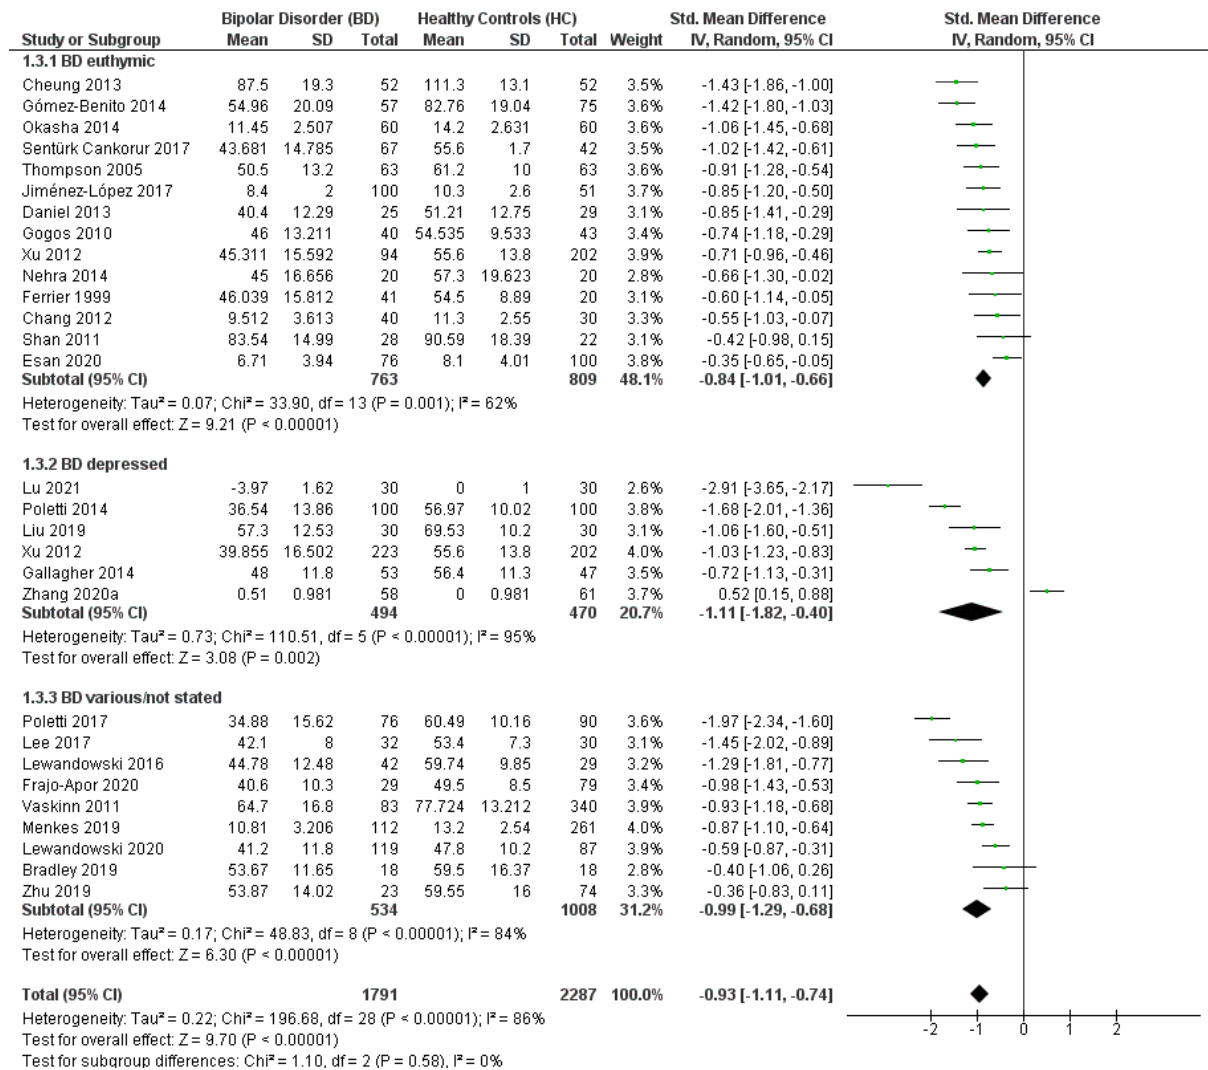 Bipolar Disorder (BD) Healthy Controls (HC) Std. Mean Difference Std. Mean Difference
Study or Subgroup Mean SD Total Mean SD Total Weight IV, Random, 95% CI IV, Random, 95% CI
1.3.1 BD euthymic
Cheung 2013 87.5 19.3 52 111.3 13.1 52 3.5% -1.43 [-1.86, -1.00]
Gómez-Benito 2014 54.96 20.09 57 82.76 19.04 75 3.6% -1.42 [-1.80, -1.03]
Okasha 2014 11.45 2.507 60 14.2 2.631 60 3.6% -1.06 [-1.45, -0.68]
Sentürk Cankorur 2017 43.681 14.785 67 55.6 1.7 42 3.5% -1.02 [-1.42, -0.61]
Thompson 2005 50.5 13.2 63 61.2 10 63 3.6% -0.91 [-1.28, -0.54]
Jiménez-López 2017 8.4 2 100 10.3 2.6 51 3.7% -0.85 [-1.20, -0.50]
Daniel 2013 40.4 12.29 25 51.21 12.75 29 3.1% -0.85 [-1.41, -0.29]
Gogos 2010 46 13.211 40 54.535 9.533 43 3.4% -0.74 [-1.18, -0.29]
Xu 2012 45.311 15.592 94 55.6 13.8 202 3.9% -0.71 [-0.96, -0.46]
Nehra 2014 45 16.656 20 57.3 19.623 20 2.8% -0.66 [-1.30, -0.02]
Ferrier 1999 46.039 15.812 41 54.5 8.89 20 3.1% -0.60 [-1.14, -0.05]
Chang 2012 9.512 3.613 40 11.3 2.55 30 3.3% -0.55 [-1.03, -0.07]
Shan 2011 83.54 14.99 28 90.59 18.39 22 3.1% -0.42 [-0.98, 0.15]
Esan 2020 6.71 3.94 76 8.1 4.01 100 3.8% -0.35 [-0.65, -0.05]
Subtotal (95% CI) 763 809 48.1% -0.84 [-1.01, -0.66]
Heterogeneity: Tau² = 0.07; Chi² = 33.90, df = 13 (P = 0.001); I² = 62%
Test for overall effect: Z = 9.21 (P < 0.00001)
1.3.2 BD depressed
Lu 2021 -3.97 1.62 30 0 1 30 2.6% -2.91 [-3.65, -2.17]
Poletti 2014 36.54 13.86 100 56.97 10.02 100 3.8% -1.68 [-2.01, -1.36]
Liu 2019 57.3 12.53 30 69.53 10.2 30 3.1% -1.06 [-1.60, -0.51]
Xu 2012 39.855 16.502 223 55.6 13.8 202 4.0% -1.03 [-1.23, -0.83]
Gallagher 2014 48 11.8 53 56.4 11.3 47 3.5% -0.72 [-1.13, -0.31]
Zhang 2020a 0.51 0.981 58 0 0.981 61 3.7% 0.52 [0.15, 0.88]
Subtotal (95% CI) 494 470 20.7% -1.11 [-1.82, -0.40]
Heterogeneity: Tau² = 0.73; Chi² = 110.51, df = 5 (P < 0.00001); I² = 95%
Test for overall effect: Z = 3.08 (P = 0.002)
1.3.3 BD various/not stated
Poletti 2017 34.88 15.62 76 60.49 10.16 90 3.6% -1.97 [-2.34, -1.60]
Lee 2017 42.1 8 32 53.4 7.3 30 3.1% -1.45 [-2.02, -0.89]
Lewandowski 2016 44.78 12.48 42 59.74 9.85 29 3.2% -1.29 [-1.81, -0.77]
Frajo-Apor 2020 40.6 10.3 29 49.5 8.5 79 3.4% -0.98 [-1.43, -0.53]
Vaskinn 2011 64.7 16.8 83 77.724 13.212 340 3.9% -0.93 [-1.18, -0.68]
Menkes 2019 10.81 3.206 112 13.2 2.54 261 4.0% -0.87 [-1.10, -0.64]
Lewandowski 2020 41.2 11.8 119 47.8 10.2 87 3.9% -0.59 [-0.87, -0.31]
Bradley 2019 53.67 11.65 18 59.5 16.37 18 2.8% -0.40 [-1.06, 0.26]
Zhu 2019 53.87 14.02 23 59.55 16 74 3.3% -0.36 [-0.83, 0.11]
Subtotal (95% CI) 534 1008 31.2% -0.99 [-1.29, -0.68]
Heterogeneity: Tau² = 0.17; Chi² = 48.83, df = 8 (P < 0.00001); I² = 84%
Test for overall effect: Z = 6.30 (P < 0.00001)
Total (95% CI) 1791 2287 100.0% -0.93 [-1.11, -0.74]
Heterogeneity: Tau² = 0.22; Chi² = 196.68, df = 28 (P < 0.00001); I² = 86%
Test for overall effect: Z = 9.70 (P < 0.00001)
Test for subgroup differences: Chi² = 1.10, df = 2 (P = 0.58), I² = 0%
-2 -1 0 1 2